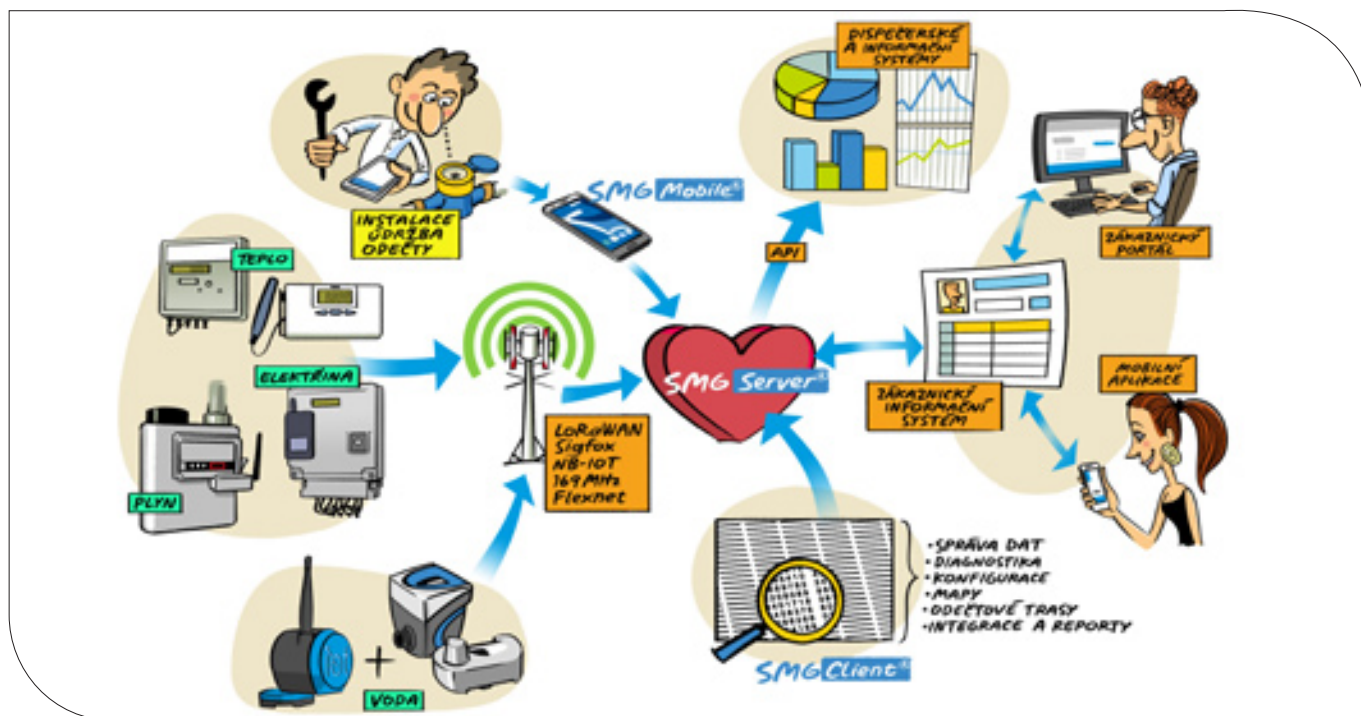 DISPEČERSKÉ
A INFORMAČNÍ
SYSTÉMY
SMG Mobile®
INSTALACE
ÚDRŽBA
ODEČTY
TEPLO
API
ZÁKAZNICKÝ
PORTÁL
ELEKTŘINA
SMG Server®
MOBILNÍ
APLIKACE
ZÁKAZNICKÝ
INFORMAČNÍ
SYSTÉM
LoRaWAN
Sigfox
NB-IOT
169 MHz
Flexnet
PLYN
• SPRÁVA DAT
• DIAGNOSTIKA
• KONFIGURACE
• MAPY
• ODEČTOVÉ TRASY
• INTEGRACE A REPORTY
SMG Client®
VODA